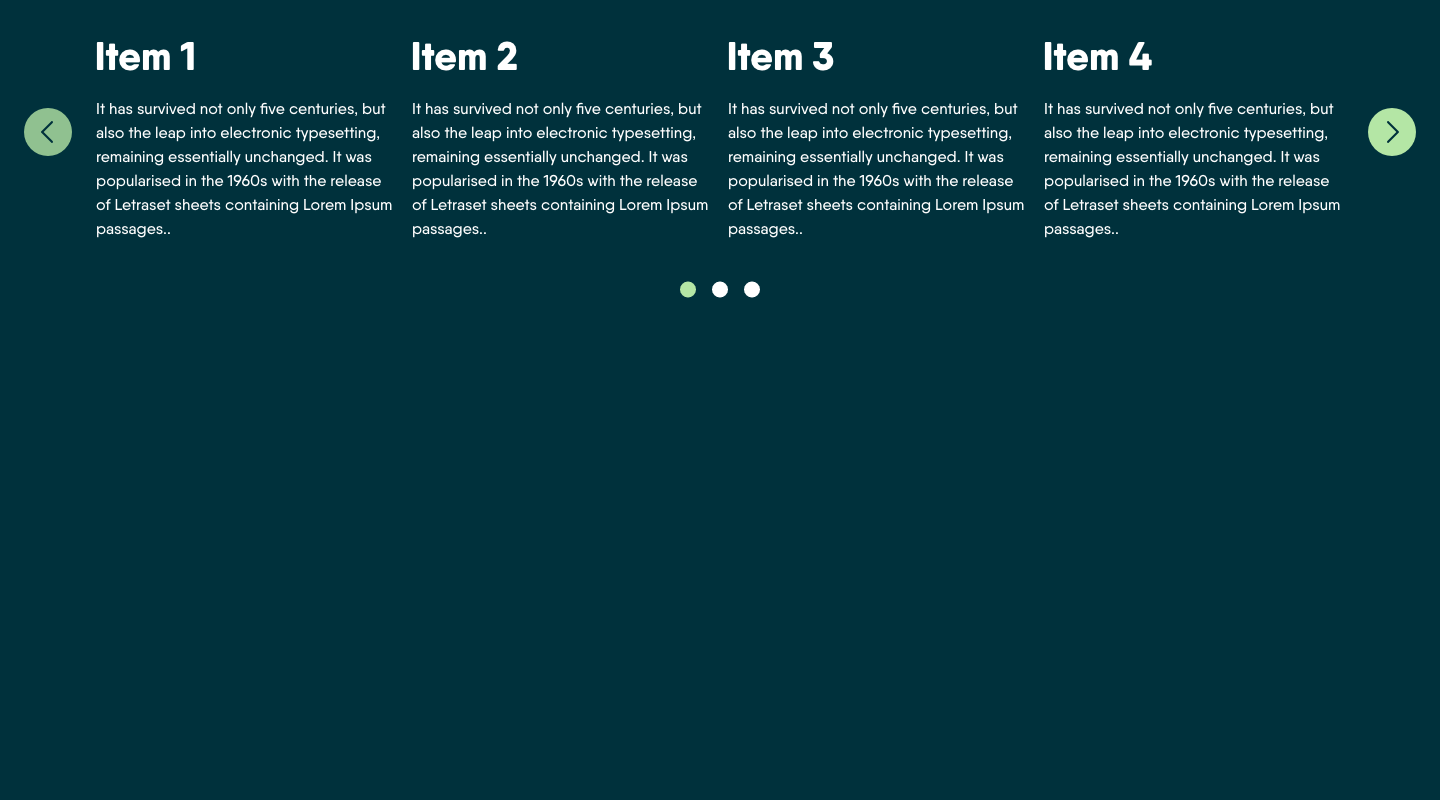 Item 1
It has survived not only five centuries, but
also the leap into electronic typesetting,
remaining essentially unchanged. It was
popularised in the 1960s with the release
of Letraset sheets containing Lorem Ipsum
passages..
Item 2
It has survived not only five centuries, but
also the leap into electronic typesetting,
remaining essentially unchanged. It was
popularised in the 1960s with the release
of Letraset sheets containing Lorem Ipsum
passages..
Item 3
It has survived not only five centuries, but
also the leap into electronic typesetting,
remaining essentially unchanged. It was
popularised in the 1960s with the release
of Letraset sheets containing Lorem Ipsum
passages..
Item 4
It has survived not only five centuries, but
also the leap into electronic typesetting,
remaining essentially unchanged. It was
popularised in the 1960s with the release
of Letraset sheets containing Lorem Ipsum
passages..